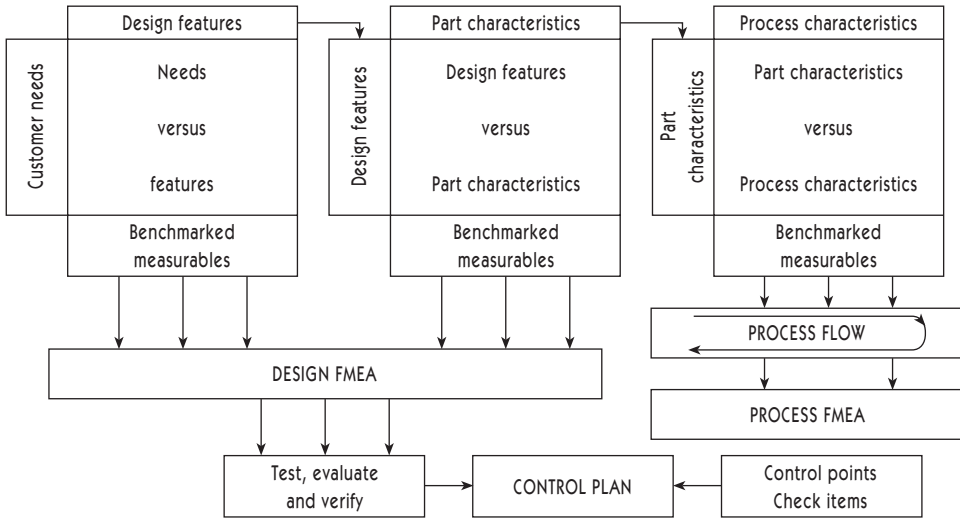 Design features
Customer needs
Needs
versus
features
Benchmarked
measurables
Part characteristics
Design features
Design features
versus
Part characteristics
Benchmarked
measurables
Process characteristics
Part
characteristics
Part characteristics
versus
Process characteristics
Benchmarked
measurables
PROCESS FLOW
DESIGN FMEA
PROCESS FMEA
Test, evaluate
and verify
CONTROL PLAN
Control points
Check items